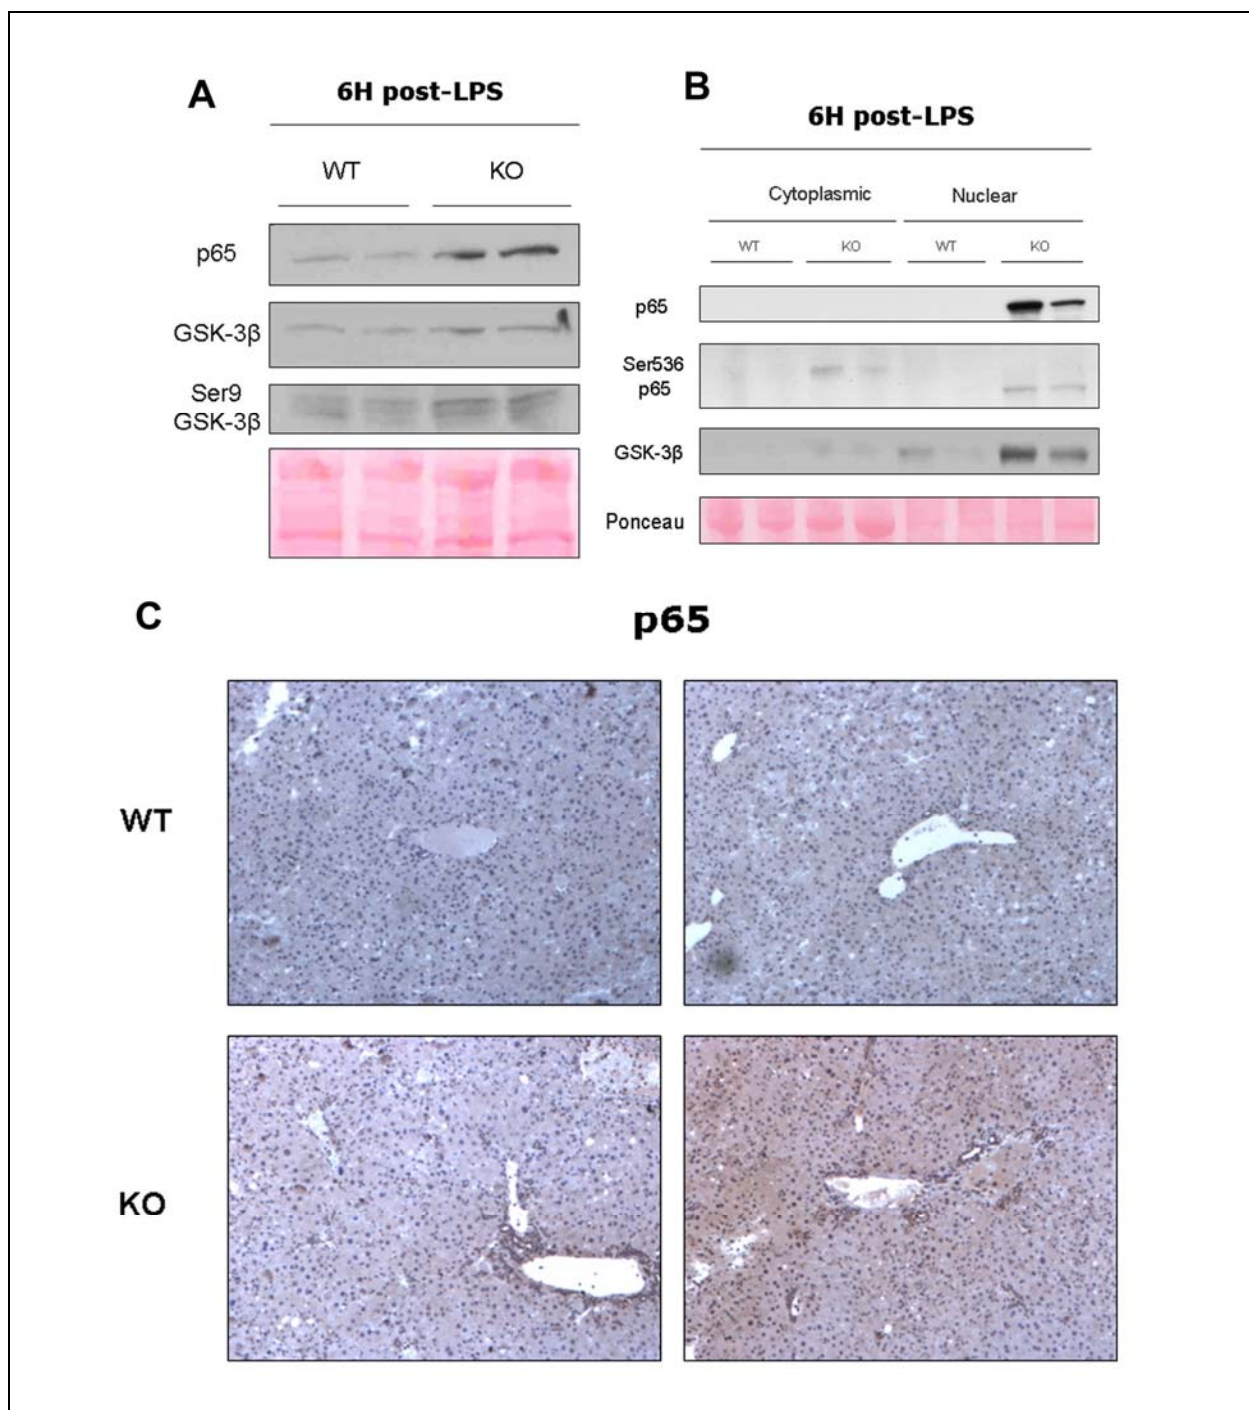 A
6H post-LPS
WT KO
p65
GSK-3β
Ser9
GSK-3β
B
6H post-LPS
Cytoplasmic Nuclear
WT KO WT KO
p65
Ser536
p65
GSK-3β
Ponceau
C
p65
WT
KO